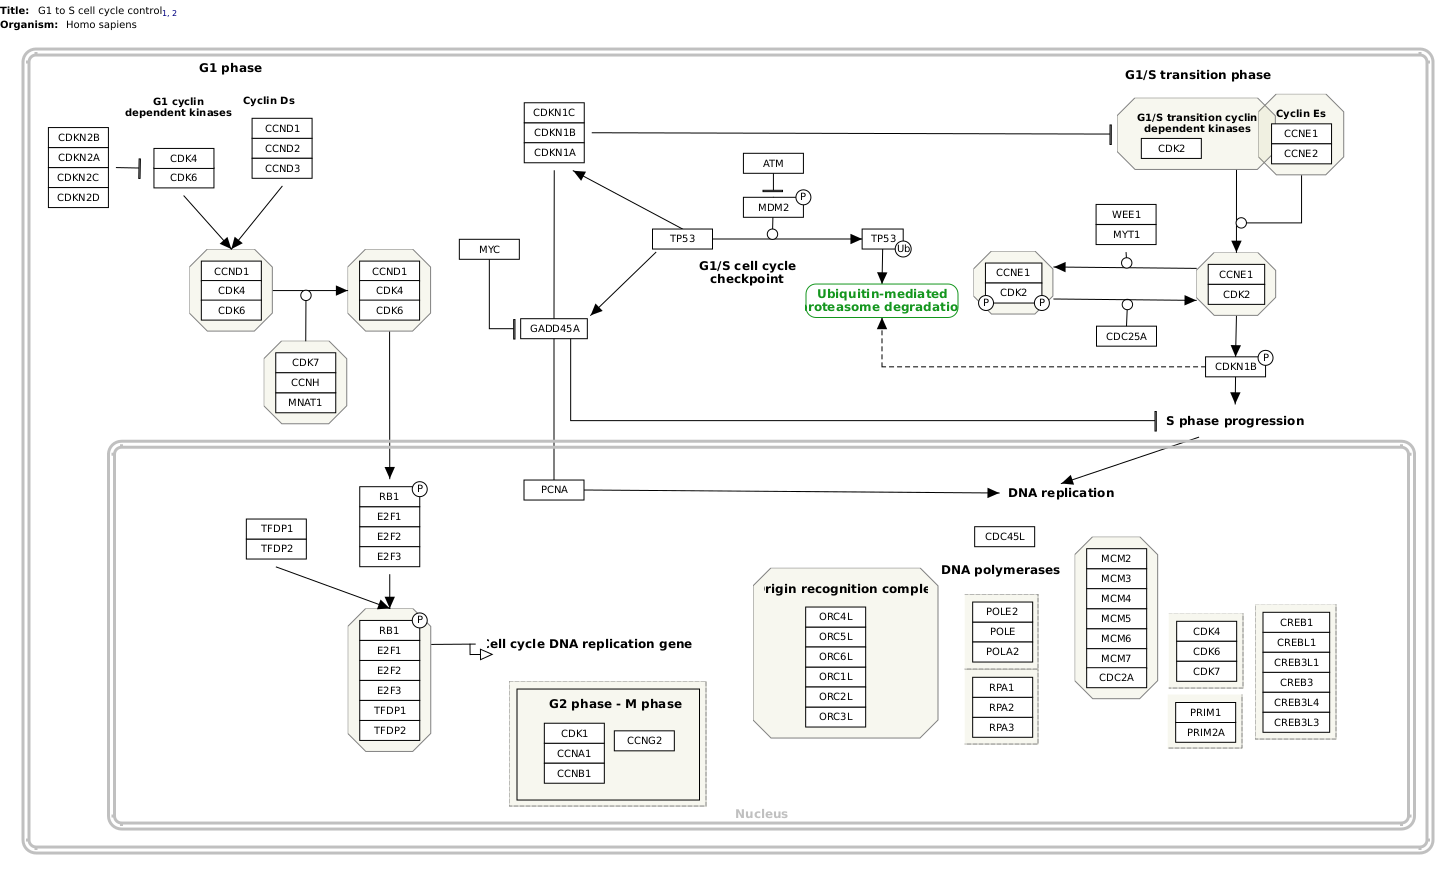 Title: G1 to S cell cycle control1, 2
Organism: Homo sapiens
G1 phase
G1/S transition phase
G1 cyclin
dependent kinases
Cyclin Ds
CDKN2B
CDKN2A
CDKN2C
CDKN2D
CDK4
CDK6
CCND1
CCND2
CCND3
CCND1
CDK4
CDK6
CCND1
CDK4
CDK6
CDK7
CCNH
MNAT1
CDKN1C
CDKN1B
CDKN1A
ATM
MDM2
P
MYC
TP53
TP53
Ub
G1/S cell cycle
checkpoint
Ubiquitin-mediated
roteasome degradatio
GADD45A
G1/S transition cyclin
dependent kinases
CDK2
Cyclin Es
CCNE1
CCNE2
WEE1
MYT1
CCNE1
CDK2
P
P
CCNE1
CDK2
CDC25A
CDKN1B
P
S phase progression
PCNA
DNA replication
RB1
P
E2F1
E2F2
E2F3
TFDP1
TFDP2
RB1
P
E2F1
E2F2
E2F3
TFDP1
TFDP2
ell cycle DNA replication gene
G2 phase - M phase
CDK1
CCNA1
CCNB1
CCNG2
rigin recognition comple
ORC4L
ORC5L
ORC6L
ORC1L
ORC2L
ORC3L
CDC45L
DNA polymerases
POLE2
POLE
POLA2
RPA1
RPA2
RPA3
MCM2
MCM3
MCM4
MCM5
MCM6
MCM7
CDC2A
CDK4
CDK6
CDK7
PRIM1
PRIM2A
CREB1
CREBL1
CREB3L1
CREB3
CREB3L4
CREB3L3
Nucleus